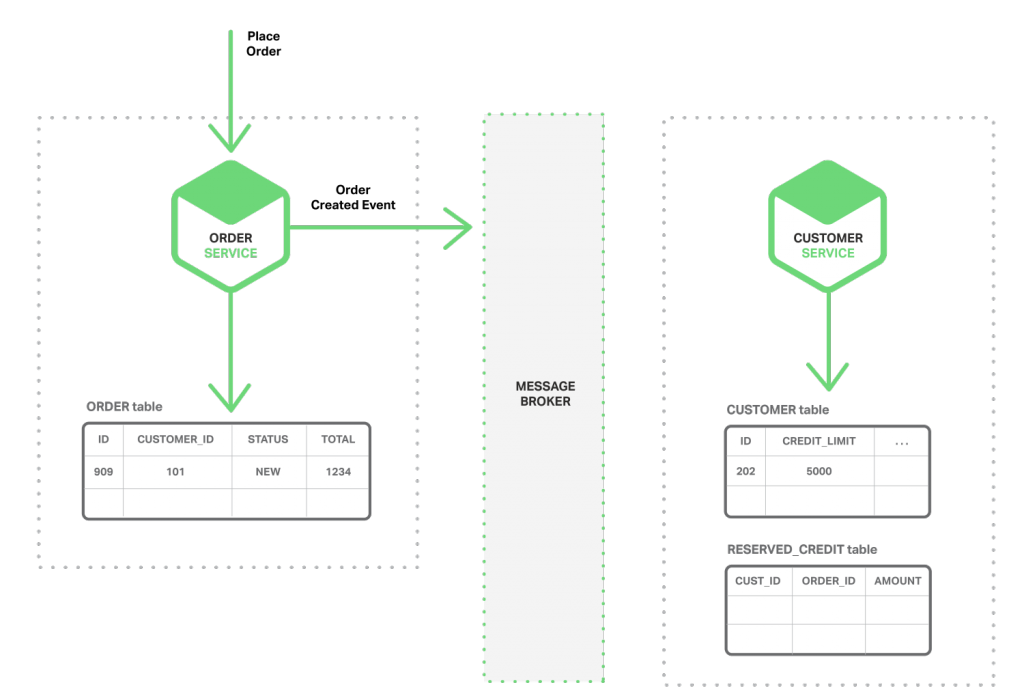 Place
Order
Order
Created Event
ORDER
SERVICE
CUSTOMER
SERVICE
MESSAGE
BROKER
ORDER table
ID CUSTOMER_ID STATUS TOTAL
909 101 NEW 1234
CUSTOMER table
ID CREDIT_LIMIT ...
202 5000
RESERVED_CREDIT table
CUST_ID ORDER_ID AMOUNT